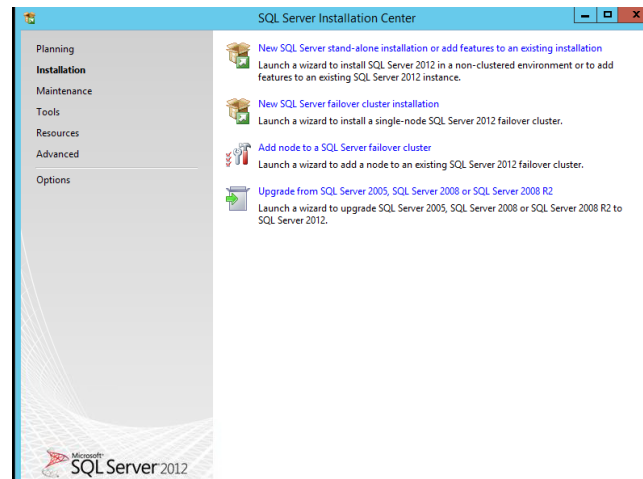 SQL Server Installation Center
Planning
Installation
Maintenance
Tools
Resources
Advanced
Options
New SQL Server stand-alone installation or add features to an existing installation
Launch a wizard to install SQL Server 2012 in a non-clustered environment or to add
features to an existing SQL Server 2012 instance.
New SQL Server failover cluster installation
Launch a wizard to install a single-node SQL Server 2012 failover cluster.
Add node to a SQL Server failover cluster
Launch a wizard to add a node to an existing SQL Server 2012 failover cluster.
Upgrade from SQL Server 2005, SQL Server 2008 or SQL Server 2008 R2
Launch a wizard to upgrade SQL Server 2005, SQL Server 2008 or SQL Server 2008 R2 to
SQL Server 2012.
Microsoft
SQL Server 2012